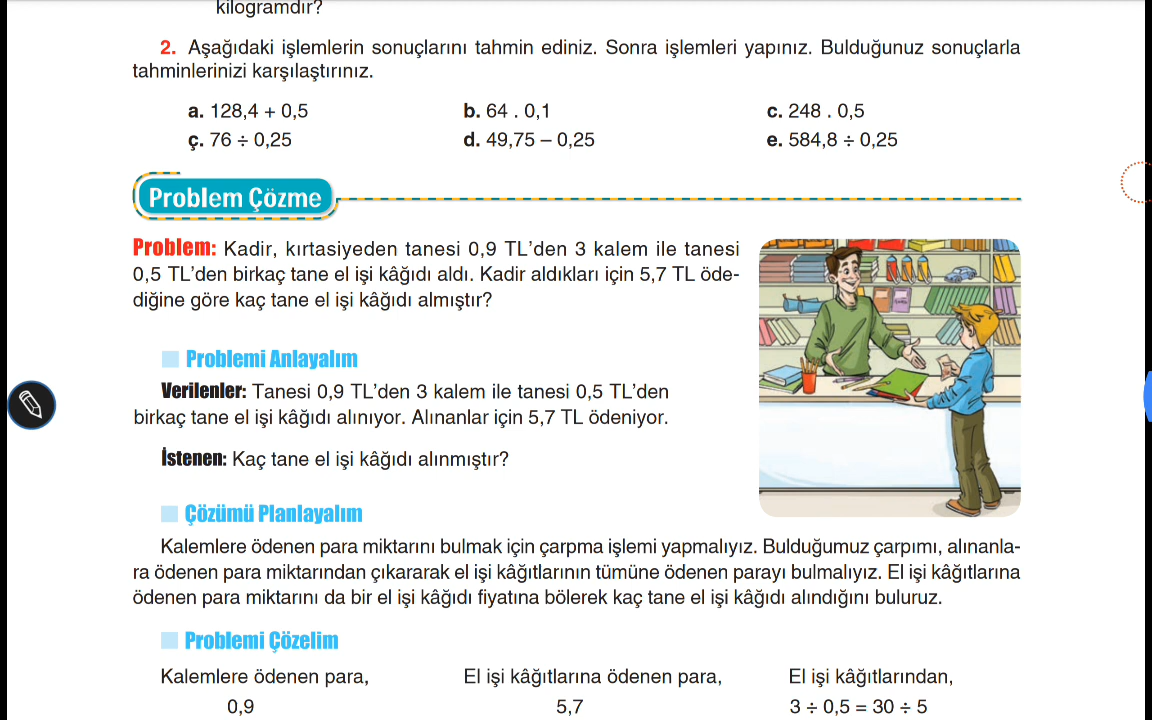 kilogramdır?
2. Aşağıdaki işlemlerin sonuçlarını tahmin ediniz. Sonra işlemleri yapınız. Bulduğunuz sonuçlarla
tahminlerinizi karşılaştırınız.
a. 128,4 + 0,5 b. 64 . 0,1 c. 248 . 0,5
ç. 76 ÷ 0,25 d. 49,75 – 0,25 e. 584,8 ÷ 0,25
Problem Çözme
Problem: Kadir, kırtasiyeden tanesi 0,9 TL’den 3 kalem ile tanesi
0,5 TL’den birkaç tane el işi kâğıdı aldı. Kadir aldıkları için 5,7 TL öde-
diğine göre kaç tane el işi kâğıdı almıştır?
Problemi Anlayalım
Verilenler: Tanesi 0,9 TL’den 3 kalem ile tanesi 0,5 TL’den
birkaç tane el işi kâğıdı alınıyor. Alınanlar için 5,7 TL ödeniyor.
İstenen: Kaç tane el işi kâğıdı alınmıştır?
Çözümü Planlayalım
Kalemlere ödenen para miktarını bulmak için çarpma işlemi yapmalıyız. Bulduğumuz çarpımı, alınanla-
ra ödenen para miktarından çıkararak el işi kâğıtlarının tümüne ödenen parayı bulmalıyız. El işi kâğıtlarına
ödenen para miktarını da bir el işi kâğıdı fiyatına bölerek kaç tane el işi kâğıdı alındığını buluruz.
Problemi Çözelim
Kalemlere ödenen para, El işi kâğıtlarına ödenen para, El işi kâğıtlarından,
0,9 5,7 3 ÷ 0,5 = 30 ÷ 5